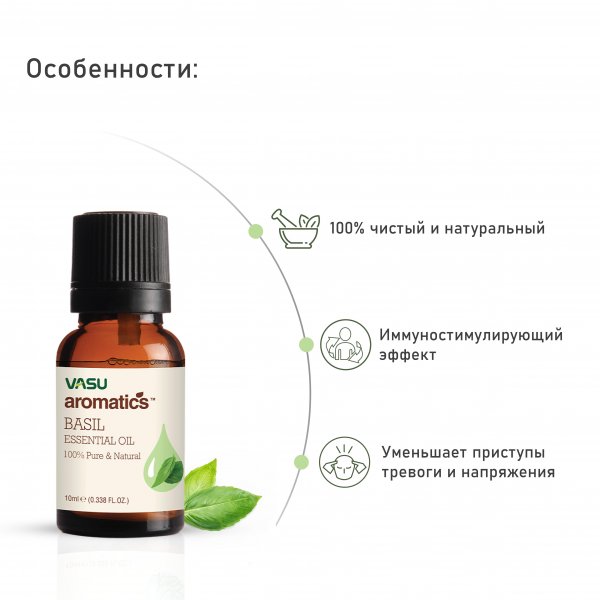 Особенности:
100% чистый и натуральный
Иммуностимулирующий
эффект
Уменьшает приступы
тревоги и напряжения
VASU
aromatics™
BASIL
ESSENTIAL OIL
100% Pure & Natural
10ml ℮ (0.338 FL.OZ.)